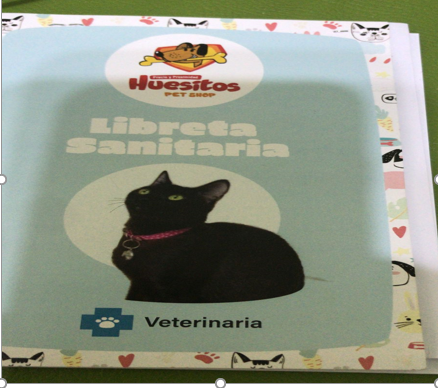 Huesitos
PET SHOP
Libreta
Sanitaria
Veterinaria